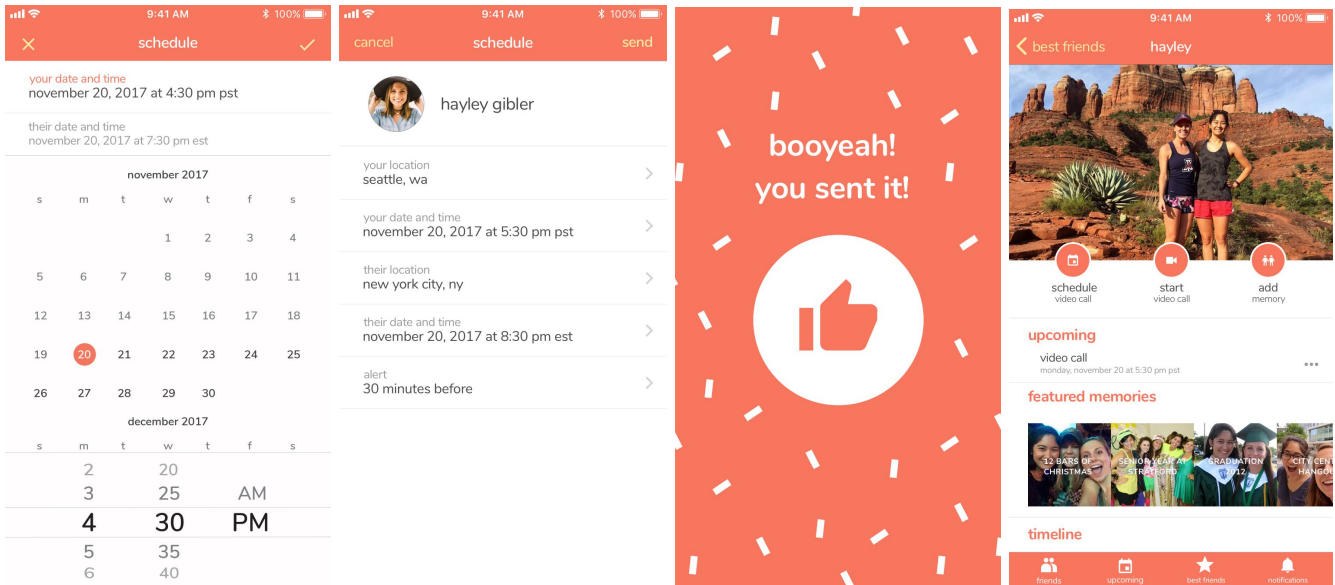 9:41 AM
100%
schedule
your date and time
november 20, 2017 at 4:30 pm pst
their date and time
november 20, 2017 at 7:30 pm est
november 2017
s m t w t f s
1 2 3 4
5 6 7 8 9 10 11
12 13 14 15 16 17 18
19 20 21 22 23 24 25
26 27 28 29 30
december 2017
s m t w t f s
2 20
3 25 AM
4 30 PM
5 35
6 40
9:41 AM
100%
cancel schedule send
hayley gibler
your location
seattle, wa
your date and time
november 20, 2017 at 5:30 pm pst
their location
new york city, ny
their date and time
november 20, 2017 at 8:30 pm est
alert
30 minutes before
booyeah!
you sent it!
9:41 AM
100%
best friends hayley
schedule
video call
start
video call
add
memory
upcoming
video call
monday, november 20 at 5:30 pm pst
featured memories
12 BARS OF
CHRISTMAS
SENIOR YEAR AT
STRATFORD
GRADUATION
2012
CITY CENT
HANGOU
timeline
friends upcoming best friends notifications